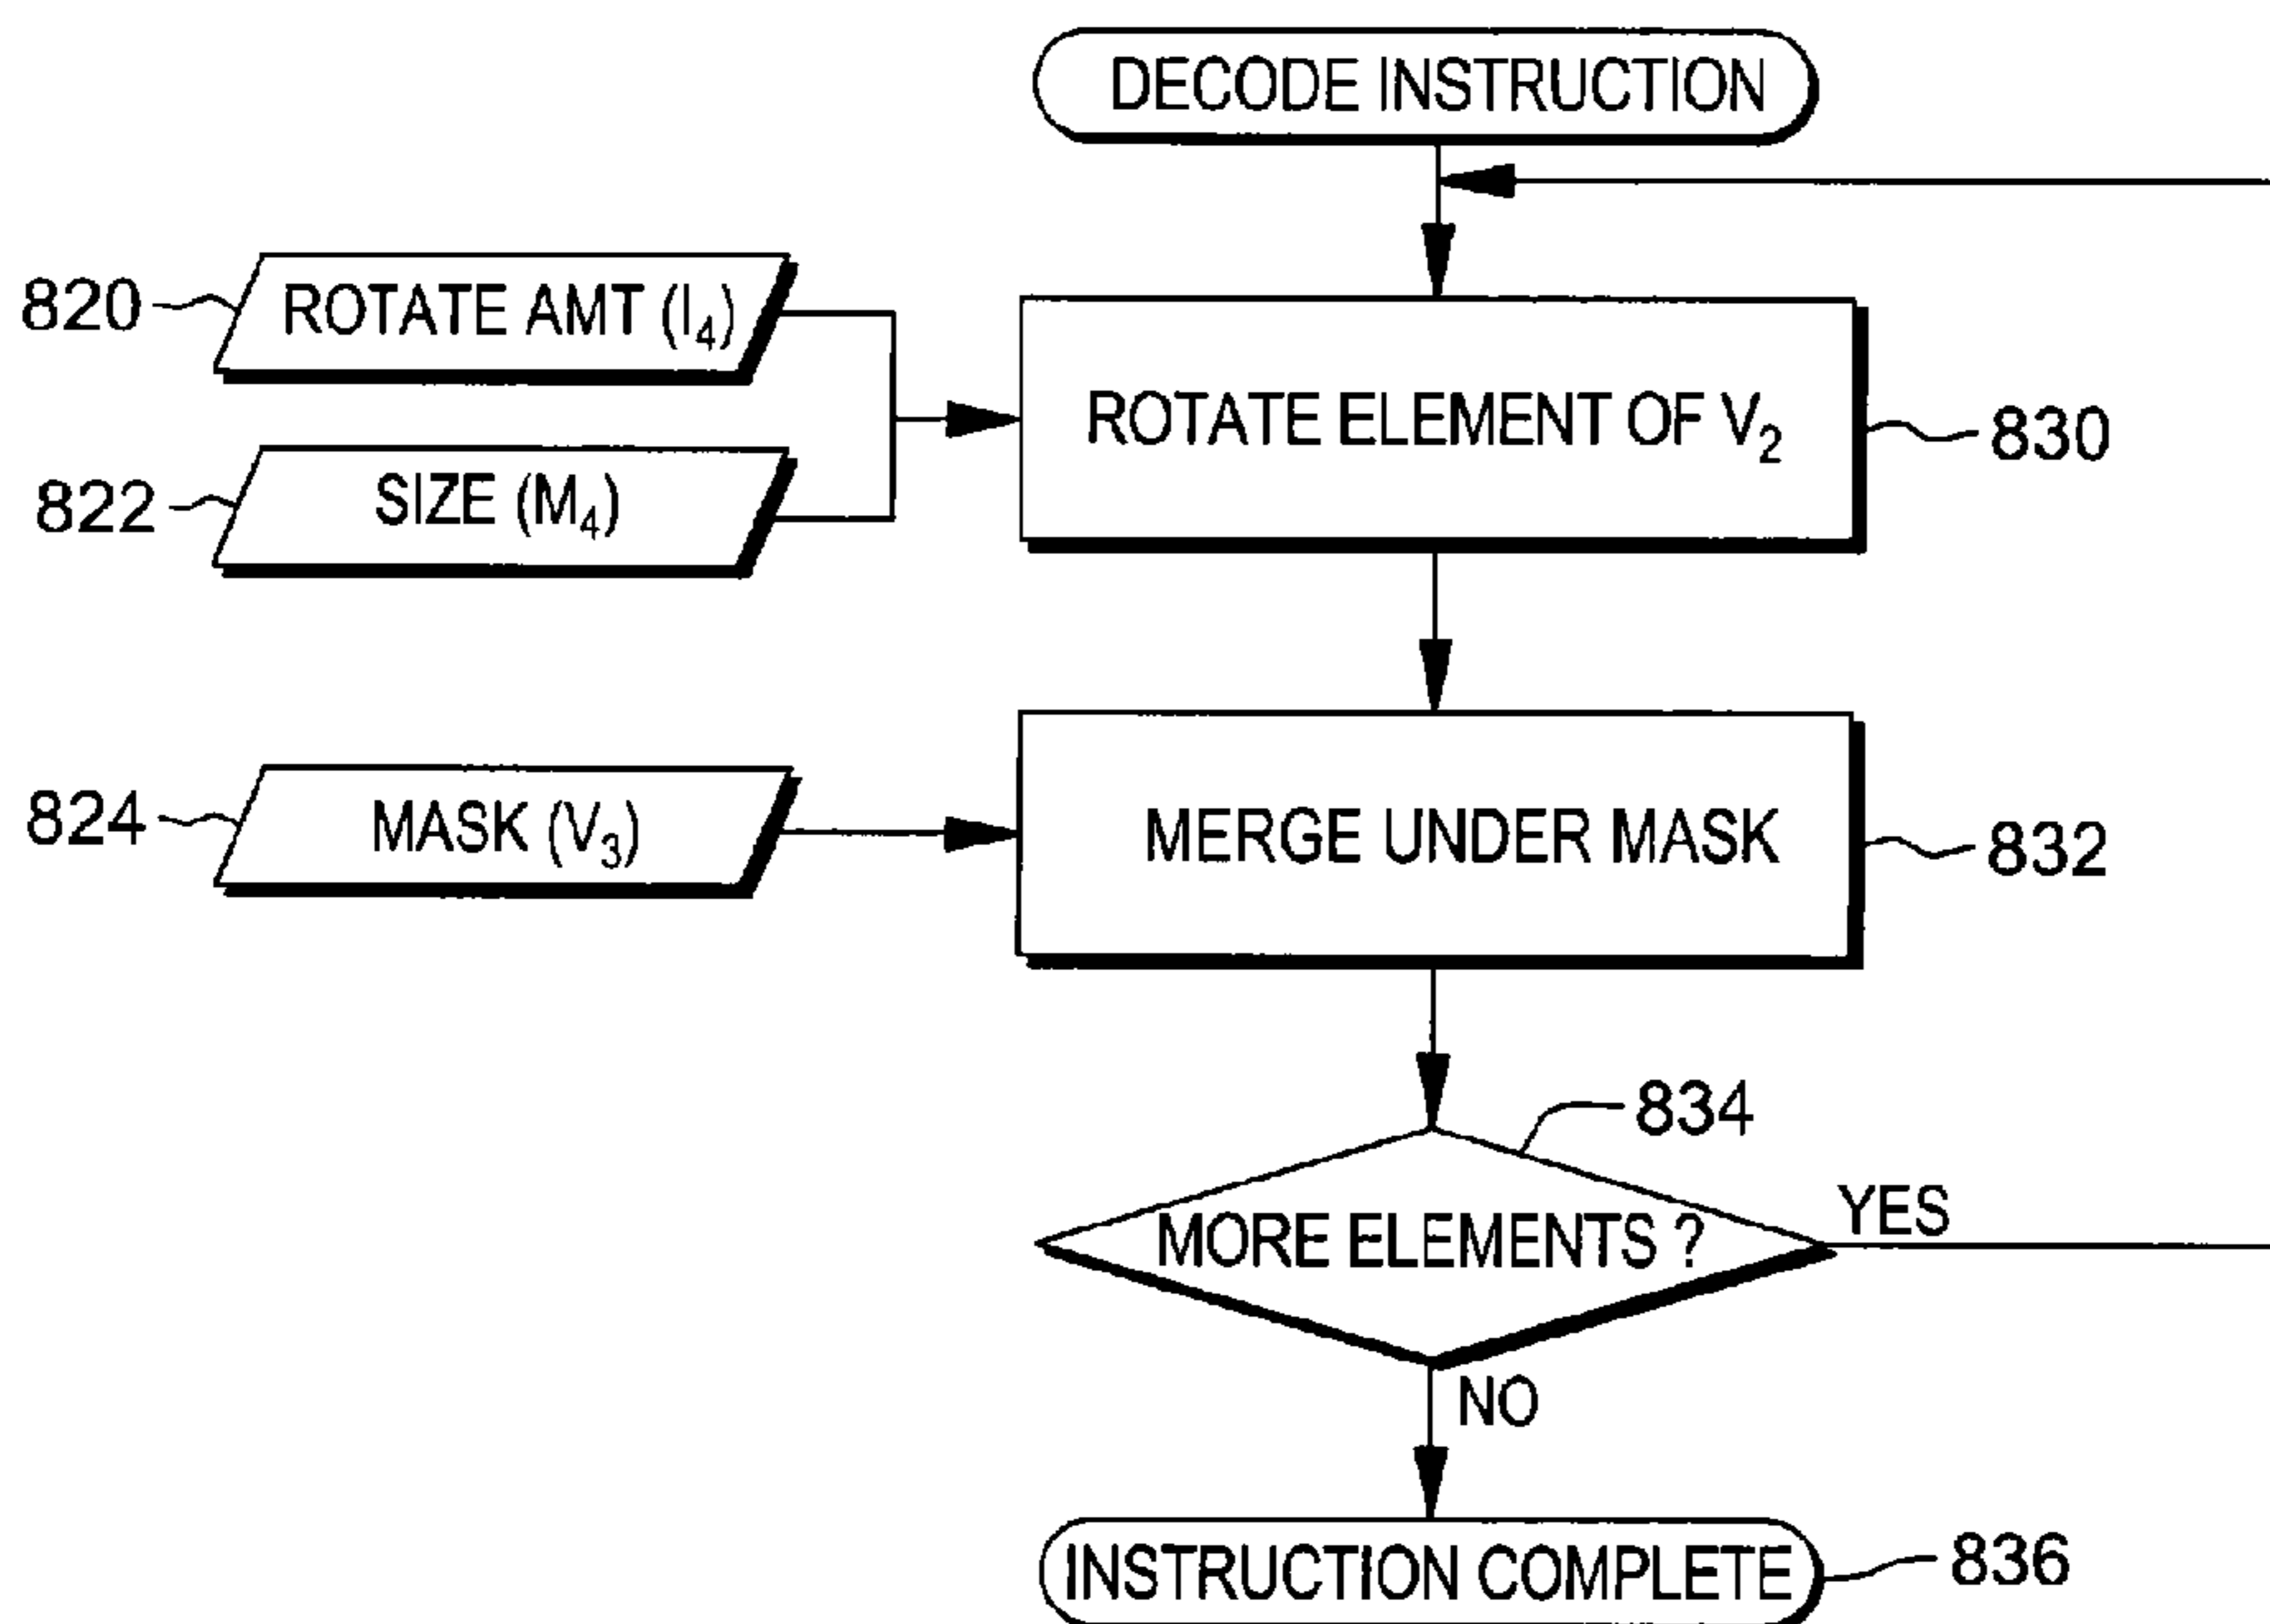 DECODE INSTRUCTION
820
ROTATE AMT (I₄)
822
SIZE (M₄)
ROTATE ELEMENT OF V₂
830
824
MASK (V₃)
MERGE UNDER MASK
832
834
MORE ELEMENTS ?
YES
NO
INSTRUCTION COMPLETE
836